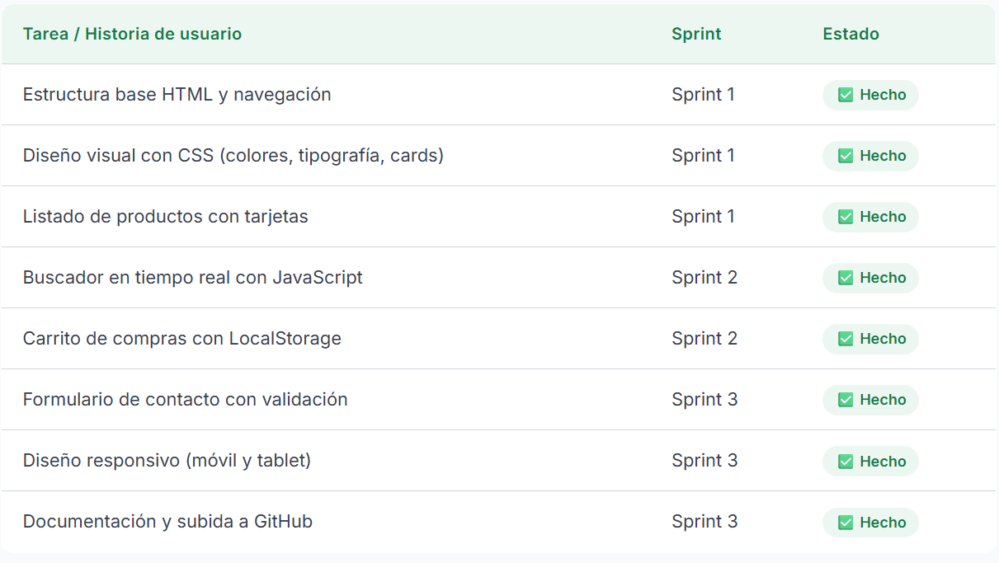 Tarea / Historia de usuario Sprint Estado
Estructura base HTML y navegación Sprint 1 ✅ Hecho
Diseño visual con CSS (colores, tipografía, cards) Sprint 1 ✅ Hecho
Listado de productos con tarjetas Sprint 1 ✅ Hecho
Buscador en tiempo real con JavaScript Sprint 2 ✅ Hecho
Carrito de compras con LocalStorage Sprint 2 ✅ Hecho
Formulario de contacto con validación Sprint 3 ✅ Hecho
Diseño responsivo (móvil y tablet) Sprint 3 ✅ Hecho
Documentación y subida a GitHub Sprint 3 ✅ Hecho